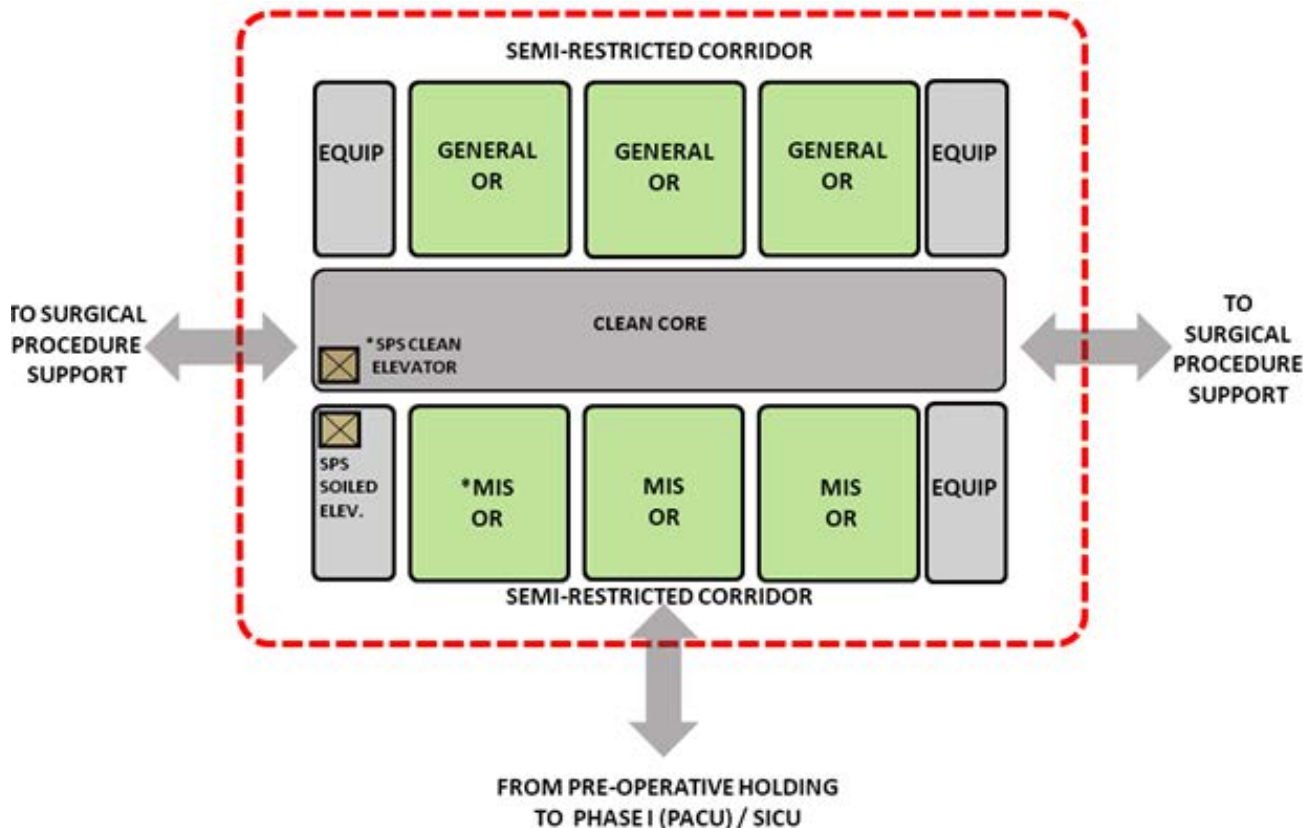 SEMI-RESTRICTED CORRIDOR
EQUIP
GENERAL
OR
GENERAL
OR
GENERAL
OR
EQUIP
TO SURGICAL
PROCEDURE
SUPPORT
CLEAN CORE
*SPS CLEAN
ELEVATOR
TO
SURGICAL
PROCEDURE
SUPPORT
SPS
SOILED
ELEV.
*MIS
OR
MIS
OR
MIS
OR
EQUIP
SEMI-RESTRICTED CORRIDOR
FROM PRE-OPERATIVE HOLDING
TO PHASE I (PACU) / SICU